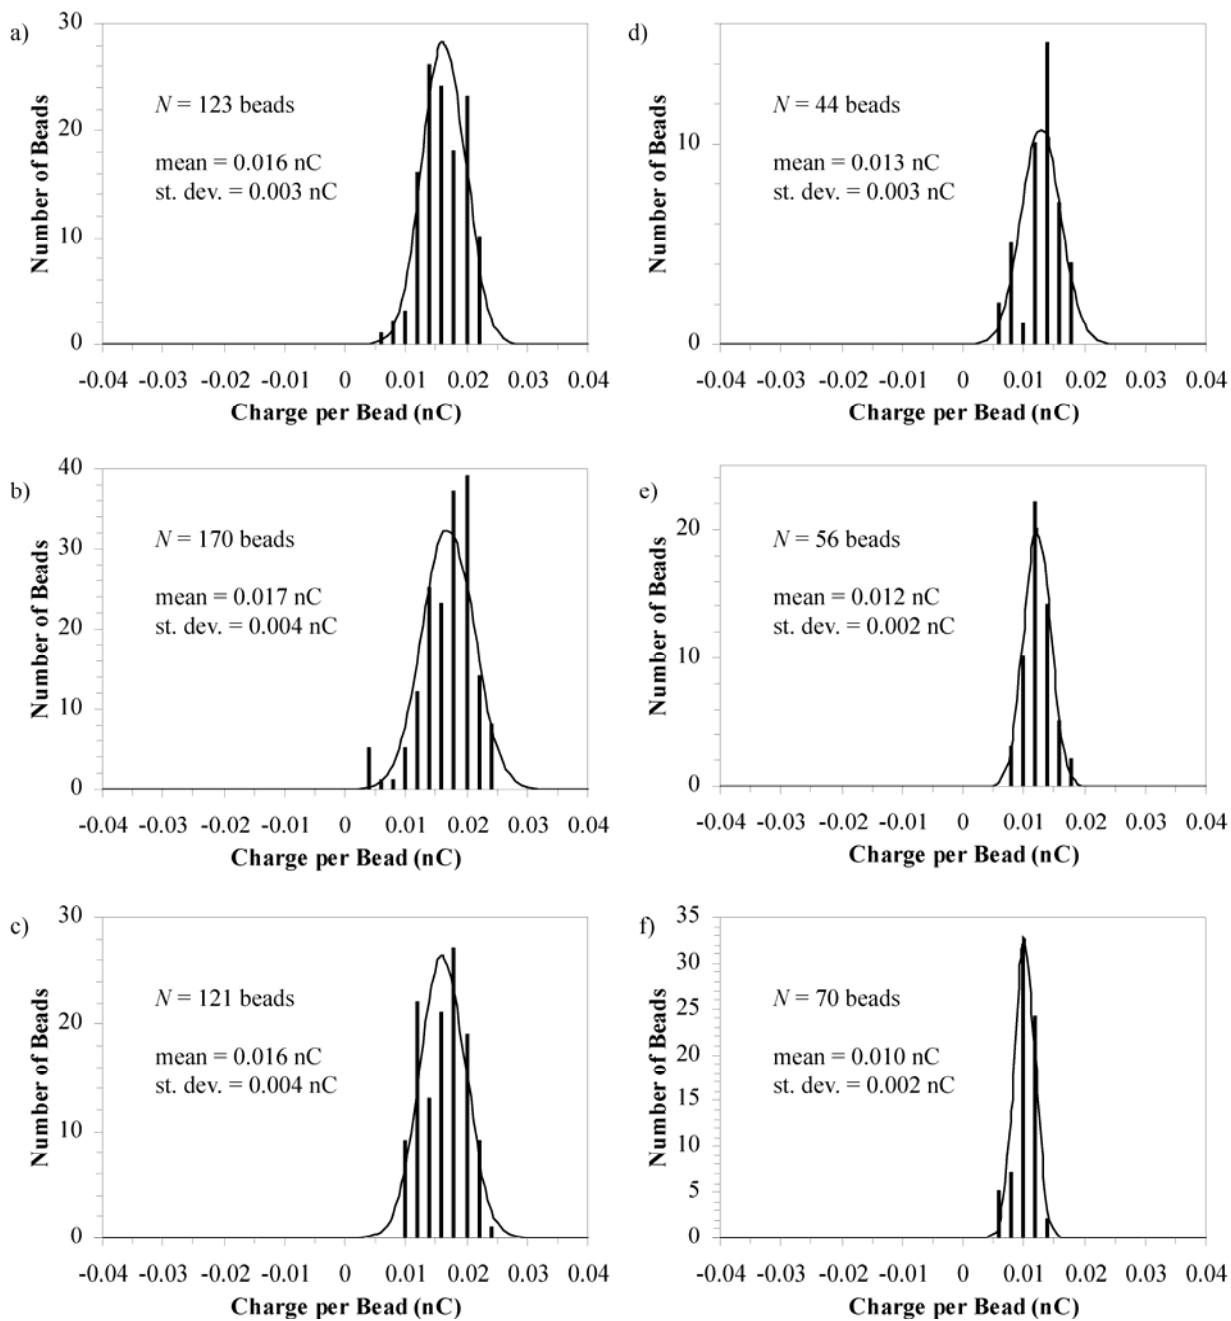 a)
30
20
10
0
Number of Beads
N = 123 beads
mean = 0.016 nC
st. dev. = 0.003 nC
-0.04 -0.02 -0.02 -0.01 0 0.01 0.02 0.03 0.04
Charge per Bead (nC)
d)
10
0
Number of Beads
N = 44 beads
mean = 0.013 nC
st. dev. = 0.003 nC
-0.04 -0.02 -0.02 -0.01 0 0.01 0.02 0.03 0.04
Charge per Bead (nC)
b)
40
30
20
10
0
Number of Beads
N = 170 beads
mean = 0.017 nC
st. dev. = 0.004 nC
-0.04 -0.02 -0.02 -0.01 0 0.01 0.02 0.03 0.04
Charge per Bead (nC)
e)
20
10
0
Number of Beads
N = 56 beads
mean = 0.012 nC
st. dev. = 0.002 nC
-0.04 -0.02 -0.02 -0.01 0 0.01 0.02 0.03 0.04
Charge per Bead (nC)
c)
30
20
10
0
Number of Beads
N = 121 beads
mean = 0.016 nC
st. dev. = 0.004 nC
-0.04 -0.02 -0.02 -0.01 0 0.01 0.02 0.03 0.04
Charge per Bead (nC)
f)
35
30
25
20
15
10
5
0
Number of Beads
N = 70 beads
mean = 0.010 nC
st. dev. = 0.002 nC
-0.04 -0.02 -0.02 -0.01 0 0.01 0.02 0.03 0.04
Charge per Bead (nC)